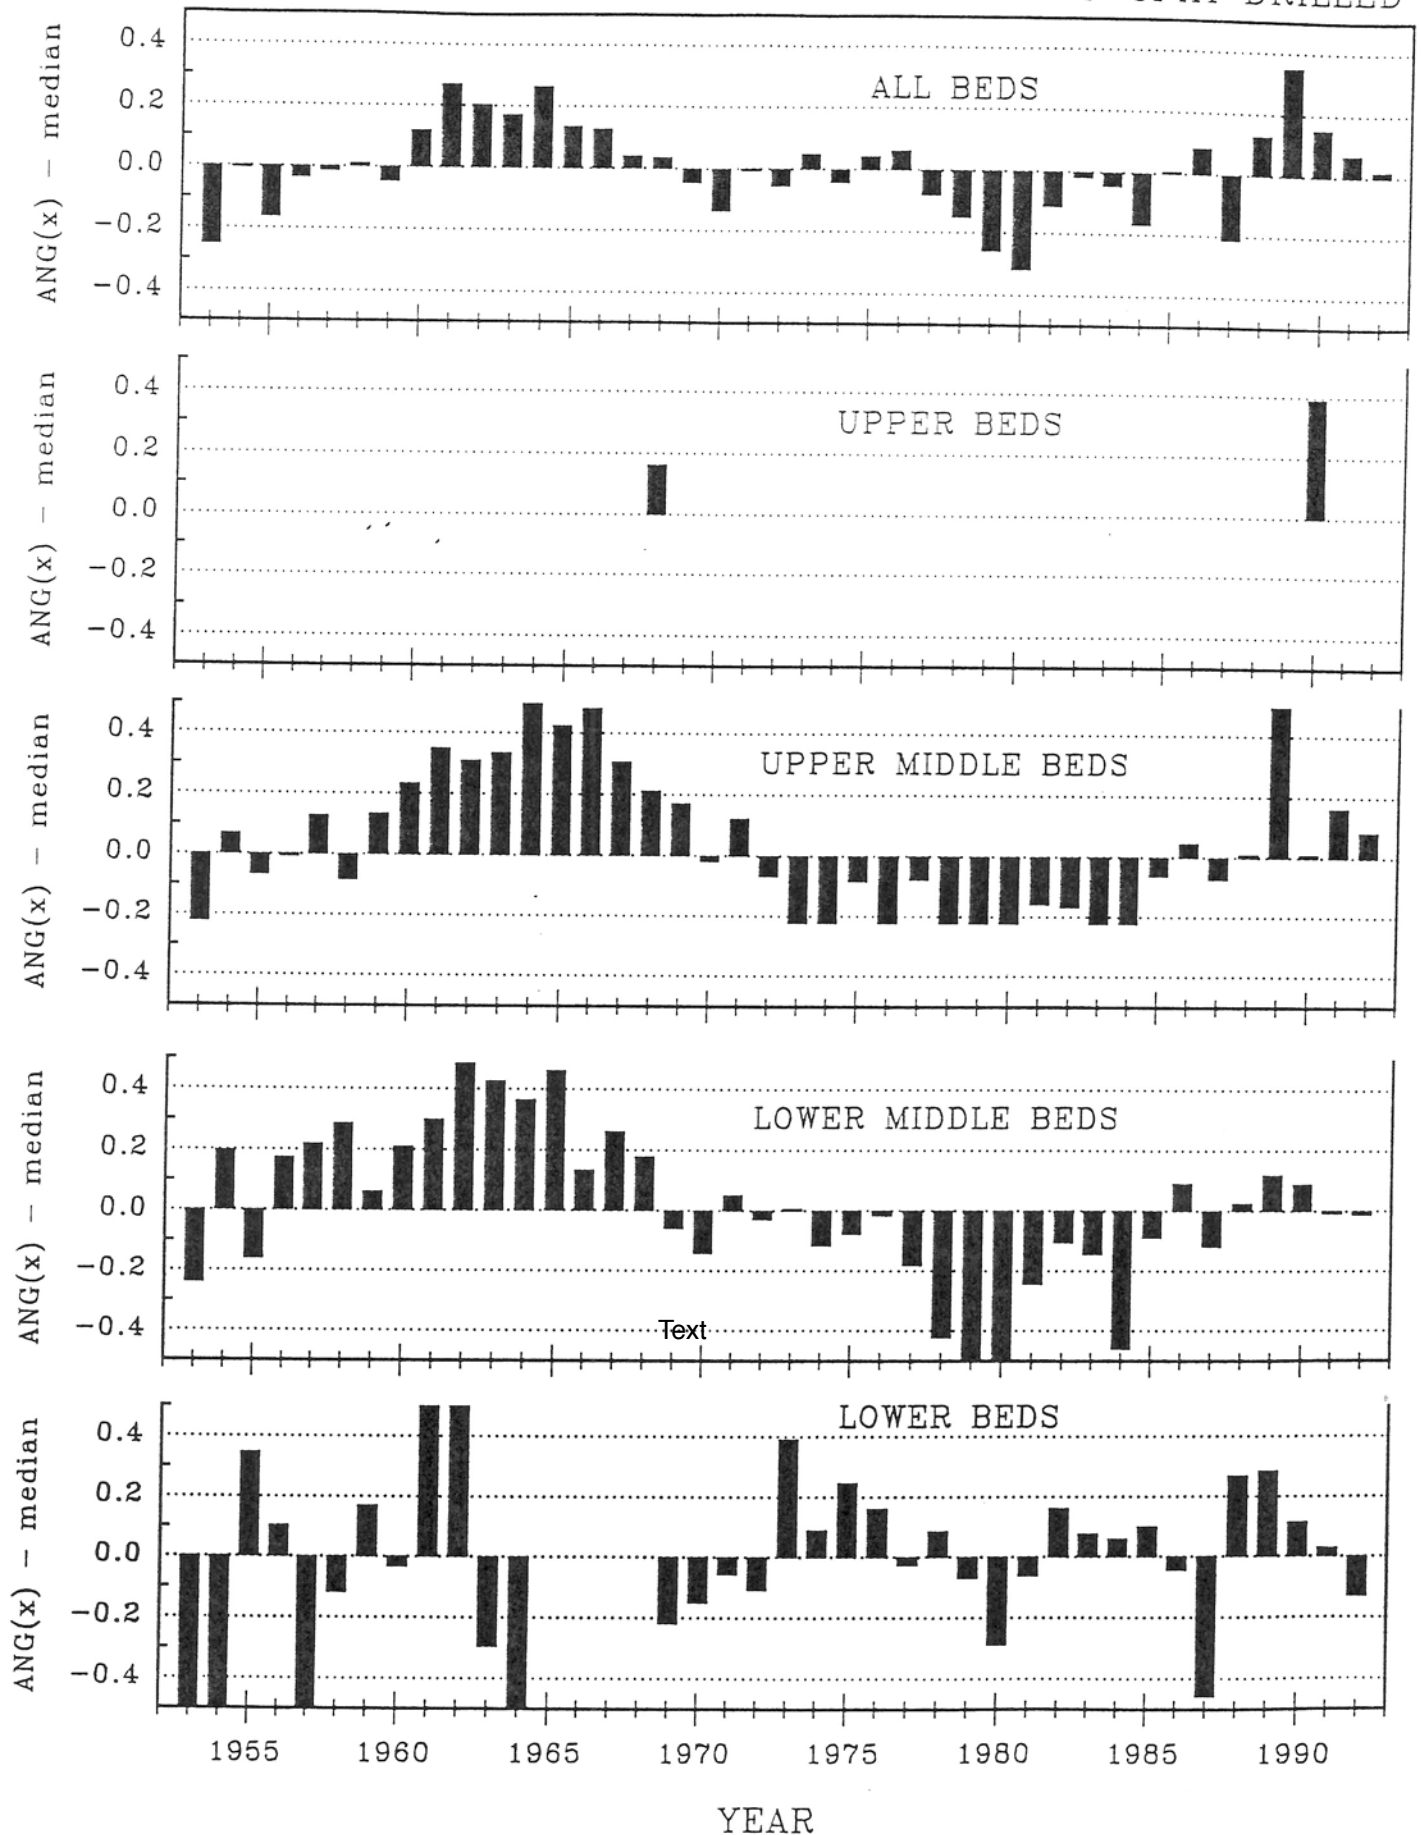 DRILLED
ALL BEDS
ANG(x) – median
0.4
0.2
0.0
−0.2
−0.4
UPPER BEDS
ANG(x) – median
0.4
0.2
0.0
−0.2
−0.4
UPPER MIDDLE BEDS
ANG(x) – median
0.4
0.2
0.0
−0.2
−0.4
LOWER MIDDLE BEDS
ANG(x) – median
0.4
0.2
0.0
−0.2
−0.4
Text
LOWER BEDS
ANG(x) – median
0.4
0.2
0.0
−0.2
−0.4
1955 1960 1965 1970 1975 1980 1985 1990
YEAR